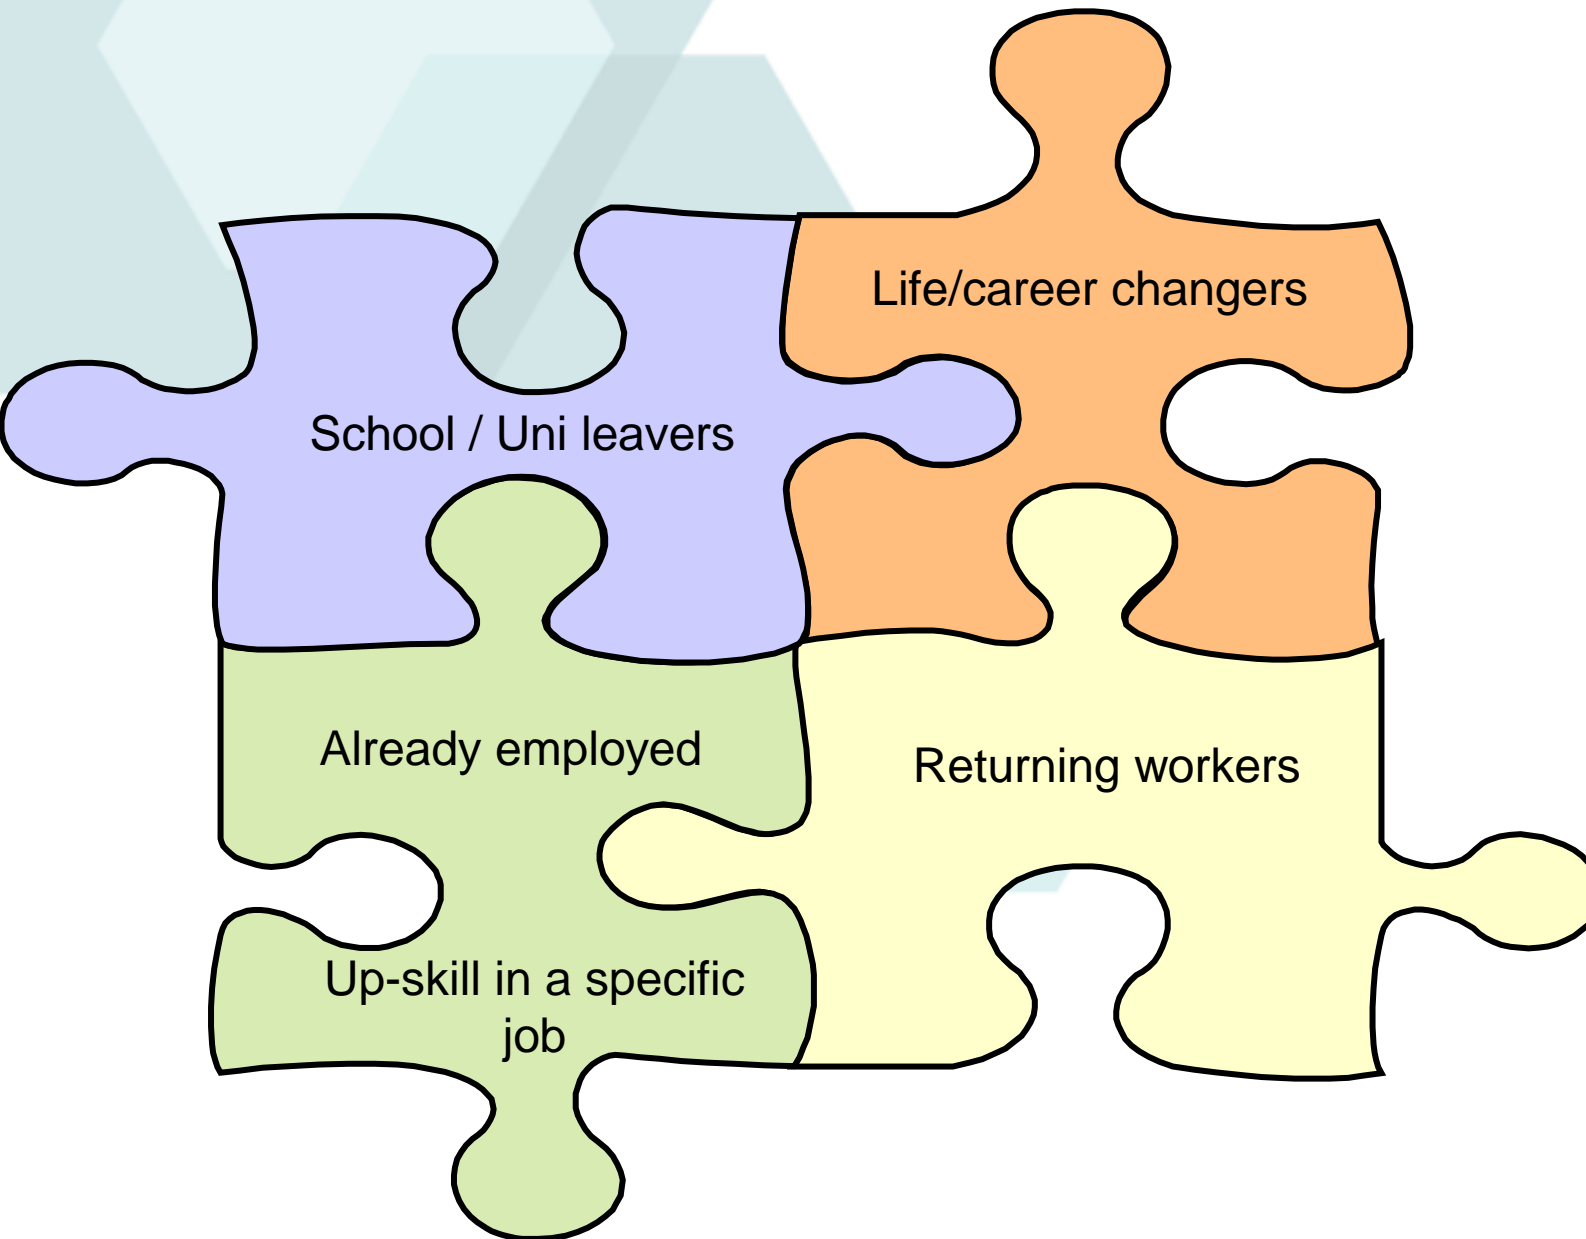 Life/career changers
School / Uni leavers
Already employed
Returning workers
Up-skill in a specific
job